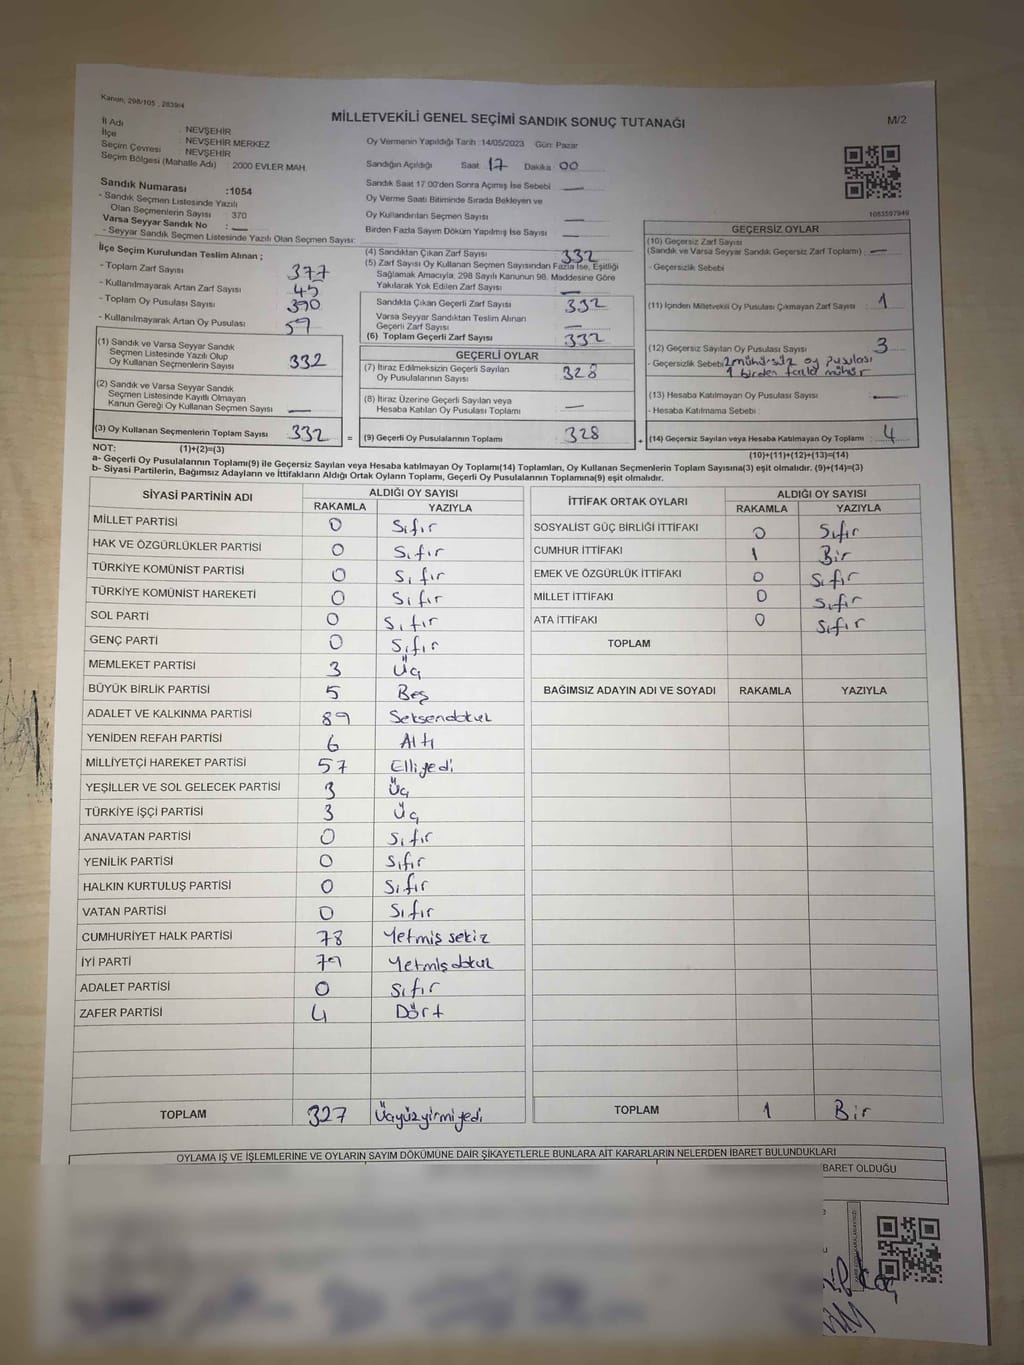 Kanun, 298/105 , 2839/4
MİLLETVEKİLİ GENEL SEÇİMİ SANDIK SONUÇ TUTANAĞI
M/2
İl Adı : NEVŞEHİR
İlçe : NEVŞEHİR MERKEZ
Seçim Çevresi : NEVŞEHİR
Seçim Bölgesi (Mahalle Adı) : 2000 EVLER MAH.
Oy Vermenin Yapıldığı Tarih :14/05/2023 Gün: Pazar
Sandığın Açıldığı Saat 17 Dakika 00
Sandık Saat 17.00'den Sonra Açımış İse Sebebi —
Oy Verme Saati Bitiminde Sırada Bekleyen ve
Oy Kullandırılan Seçmen Sayısı —
Birden Fazla Sayım Döküm Yapılmış İse Sayısı —
1083597949
Sandık Numarası :1054
- Sandık Seçmen Listesinde Yazılı
Olan Seçmenlerin Sayısı : 370
Varsa Seyyar Sandık No : —
- Seyyar Sandık Seçmen Listesinde Yazılı Olan Seçmen Sayısı:
İlçe Seçim Kurulundan Teslim Alınan ;
- Toplam Zarf Sayısı : 377
- Kullanılmayarak Artan Zarf Sayısı : 45
- Toplam Oy Pusulası Sayısı : 390
- Kullanılmayarak Artan Oy Pusulası : 59
(1) Sandık ve Varsa Seyyar Sandık
Seçmen Listesinde Yazılı Olup
Oy Kullanan Seçmenlerin Sayısı : 332
(2) Sandık ve Varsa Seyyar Sandık
Seçmen Listesinde Kayıtlı Olmayan
Kanun Gereği Oy Kullanan Seçmen Sayısı : —
(3) Oy Kullanan Seçmenlerin Toplam Sayısı : 332
(4) Sandıktan Çıkan Zarf Sayısı : 332
(5) Zarf Sayısı Oy Kullanan Seçmen Sayısından Fazla İse, Eşitliği
Sağlamak Amacıyla, 298 Sayılı Kanunun 98. Maddesine Göre
Yakılarak Yok Edilen Zarf Sayısı : —
Sandıkta Çıkan Geçerli Zarf Sayısı : 332
Varsa Seyyar Sandıktan Teslim Alınan
Geçerli Zarf Sayısı : —
(6) Toplam Geçerli Zarf Sayısı : 332
GEÇERLİ OYLAR
(7) İtiraz Edilmeksizin Geçerli Sayılan
Oy Pusulalarının Sayısı : 328
(8) İtiraz Üzerine Geçerli Sayılan veya
Hesaba Katılan Oy Pusulası Toplamı : —
= (9) Geçerli Oy Pusulalarının Toplamı : 328
GEÇERSİZ OYLAR
(10) Geçersiz Zarf Sayısı
(Sandık ve Varsa Seyyar Sandık Geçersiz Zarf Toplamı) : —
- Geçersizlik Sebebi :
(11) İçinden Milletvekili Oy Pusulası Çıkmayan Zarf Sayısı : 1
(12) Geçersiz Sayılan Oy Pusulası Sayısı : 3
- Geçersizlik Sebebi: 2 mühürsüz oy pusulası
1 birden fazla mühür
(13) Hesaba Katılmayan Oy Pusulası Sayısı : —
- Hesaba Katılmama Sebebi :
+ (14) Geçersiz Sayılan veya Hesaba Katılmayan Oy Toplamı : 4
NOT: (1)+(2)=(3)
(10)+(11)+(12)+(13)=(14)
a- Geçerli Oy Pusulalarının Toplamı(9) ile Geçersiz Sayılan veya Hesaba katılmayan Oy Toplamı(14) Toplamları, Oy Kullanan Seçmenlerin Toplam Sayısına(3) eşit olmalıdır. (9)+(14)=(3)
b- Siyasi Partilerin, Bağımsız Adayların ve İttifakların Aldığı Ortak Oyların Toplamı, Geçerli Oy Pusulalarının Toplamına(9) eşit olmalıdır.
SİYASİ PARTİNİN ADI ALDIĞI OY SAYISI
RAKAMLA YAZIYLA
MİLLET PARTİSİ 0 Sıfır
HAK VE ÖZGÜRLÜKLER PARTİSİ 0 Sıfır
TÜRKİYE KOMÜNİST PARTİSİ 0 Sıfır
TÜRKİYE KOMÜNİST HAREKETİ 0 Sıfır
SOL PARTİ 0 Sıfır
GENÇ PARTİ 0 Sıfır
MEMLEKET PARTİSİ 3 Üç
BÜYÜK BİRLİK PARTİSİ 5 Beş
ADALET VE KALKINMA PARTİSİ 89 Seksendokuz
YENİDEN REFAH PARTİSİ 6 Altı
MİLLİYETÇİ HAREKET PARTİSİ 57 Elliyedi
YEŞİLLER VE SOL GELECEK PARTİSİ 3 Üç
TÜRKİYE İŞÇİ PARTİSİ 3 Üç
ANAVATAN PARTİSİ 0 Sıfır
YENİLİK PARTİSİ 0 Sıfır
HALKIN KURTULUŞ PARTİSİ 0 Sıfır
VATAN PARTİSİ 0 Sıfır
CUMHURİYET HALK PARTİSİ 78 Yetmiş sekiz
İYİ PARTİ 79 Yetmişdokuz
ADALET PARTİSİ 0 Sıfır
ZAFER PARTİSİ 4 Dört
TOPLAM 327 Üçyüzyirmiyedi
İTTİFAK ORTAK OYLARI ALDIĞI OY SAYISI
RAKAMLA YAZIYLA
SOSYALİST GÜÇ BİRLİĞİ İTTİFAKI 0 Sıfır
CUMHUR İTTİFAKI 1 Bir
EMEK VE ÖZGÜRLÜK İTTİFAKI 0 Sıfır
MİLLET İTTİFAKI 0 Sıfır
ATA İTTİFAKI 0 Sıfır
TOPLAM
BAĞIMSIZ ADAYIN ADI VE SOYADI RAKAMLA YAZIYLA
TOPLAM 1 Bir
OYLAMA İŞ VE İŞLEMLERİNE VE OYLARIN SAYIM DÖKÜMÜNE DAİR ŞİKAYETLERLE BUNLARA AİT KARARLARIN NELERDEN İBARET BULUNDUKLARI
BARET OLDUĞU